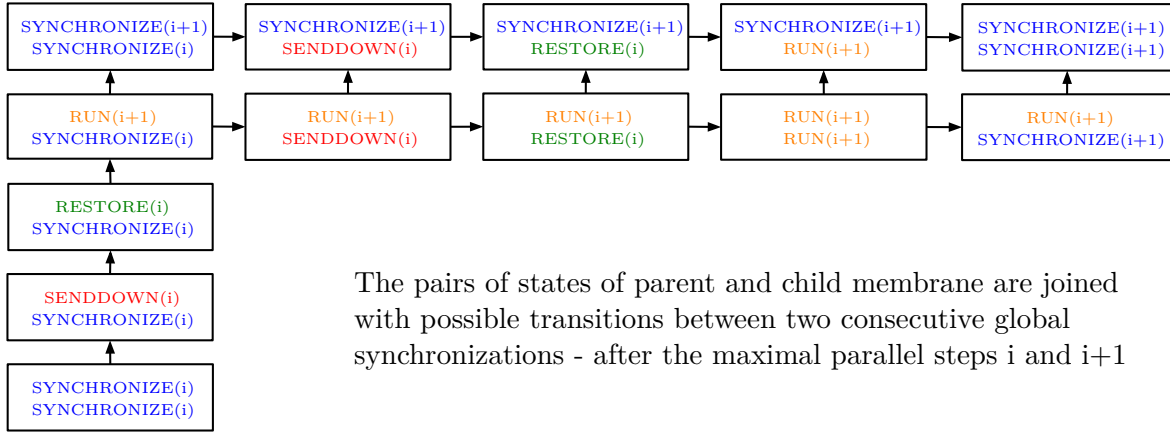 SYNCHRONIZE(i+1)
SYNCHRONIZE(i)
SYNCHRONIZE(i+1)
SENDDOWN(i)
SYNCHRONIZE(i+1)
RESTORE(i)
SYNCHRONIZE(i+1)
RUN(i+1)
SYNCHRONIZE(i+1)
SYNCHRONIZE(i+1)
RUN(i+1)
SYNCHRONIZE(i)
RUN(i+1)
SENDDOWN(i)
RUN(i+1)
RESTORE(i)
RUN(i+1)
RUN(i+1)
RUN(i+1)
SYNCHRONIZE(i+1)
RESTORE(i)
SYNCHRONIZE(i)
SENDDOWN(i)
SYNCHRONIZE(i)
SYNCHRONIZE(i)
SYNCHRONIZE(i)
The pairs of states of parent and child membrane are joined
with possible transitions between two consecutive global
synchronizations - after the maximal parallel steps i and i+1